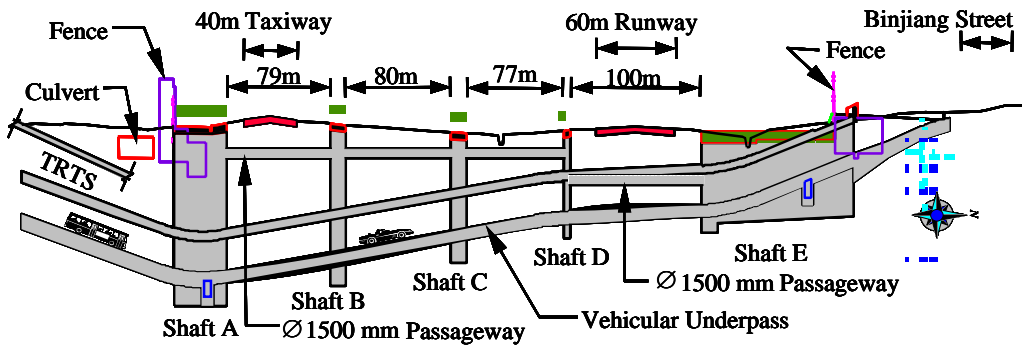 40m Taxiway
60m Runway
Binjiang Street
Fence
Fence
79m
80m
77m
100m
Culvert
TRTS
N
Shaft A
Shaft B
Shaft C
Shaft D
Shaft E
∅ 1500 mm Passageway
∅ 1500 mm Passageway
Vehicular Underpass